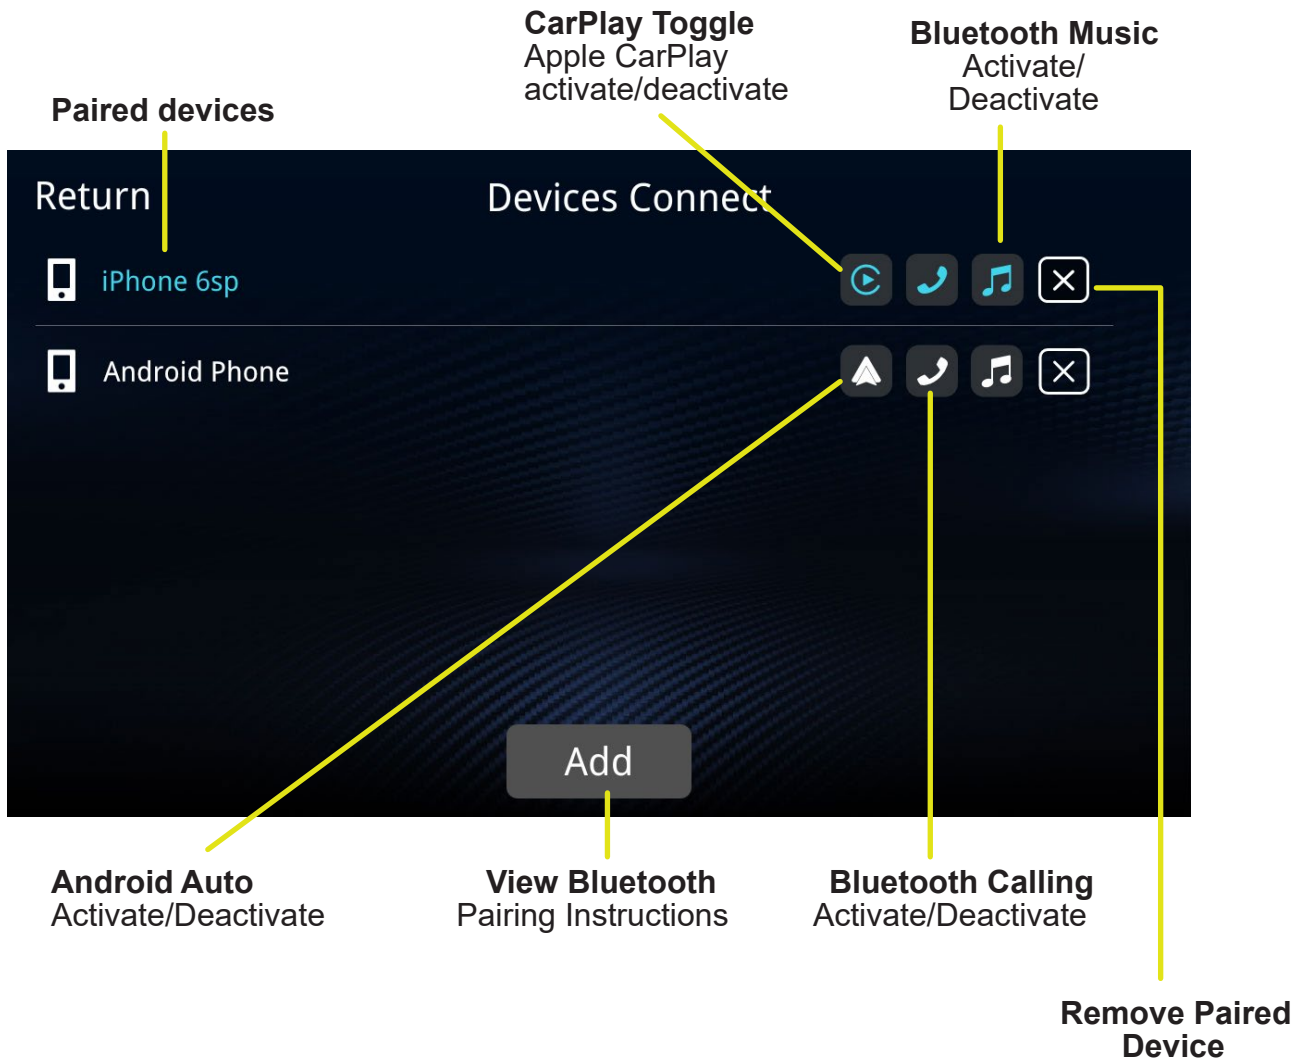 CarPlay Toggle
Apple CarPlay
activate/deactivate
Bluetooth Music
Activate/
Deactivate
Paired devices
Return
Devices Connect
iPhone 6sp
Android Phone
Add
Android Auto
Activate/Deactivate
View Bluetooth
Pairing Instructions
Bluetooth Calling
Activate/Deactivate
Remove Paired
Device